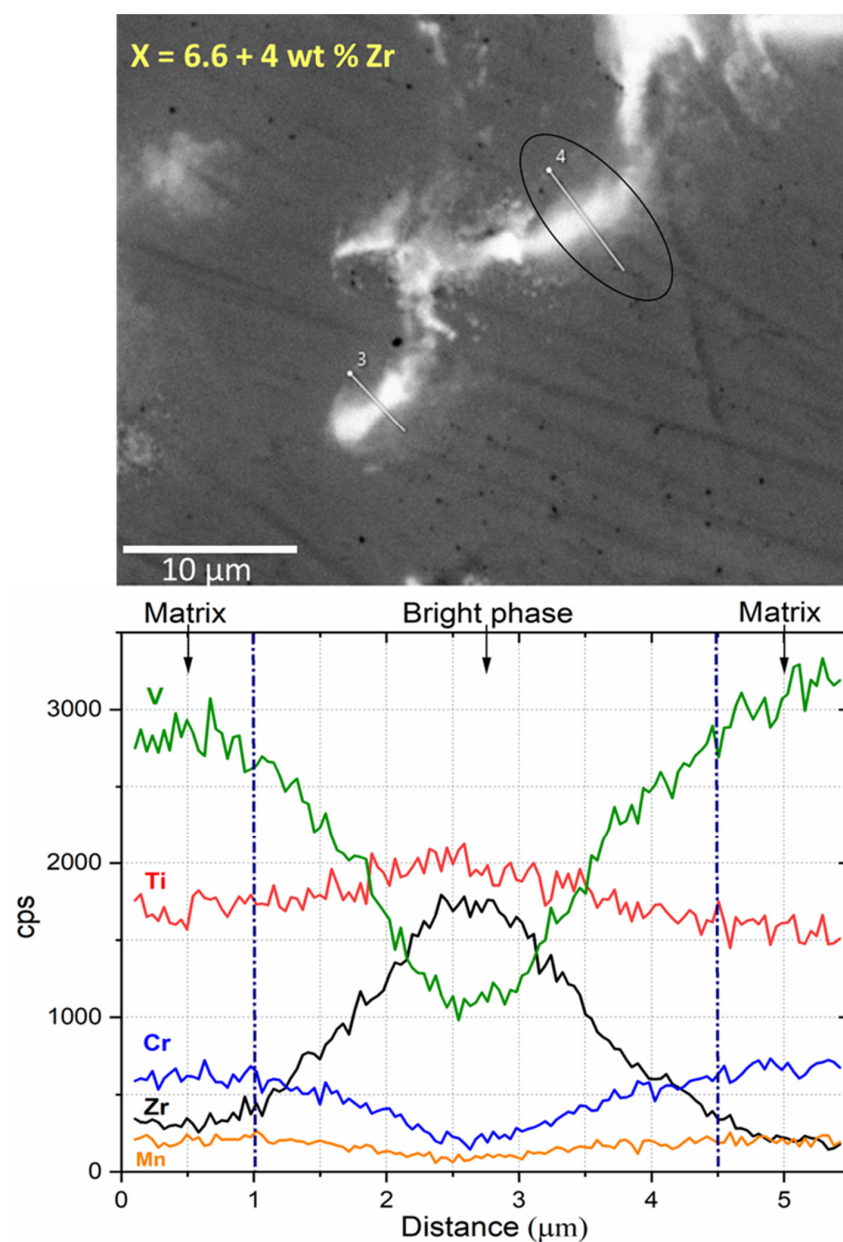 X = 6.6 + 4 wt % Zr
4
3
10 µm
Matrix Bright phase Matrix
V
3000
2000
Ti
cps
1000
Cr
Zr
Mn
0
0 1 2 3 4 5
Distance (µm)